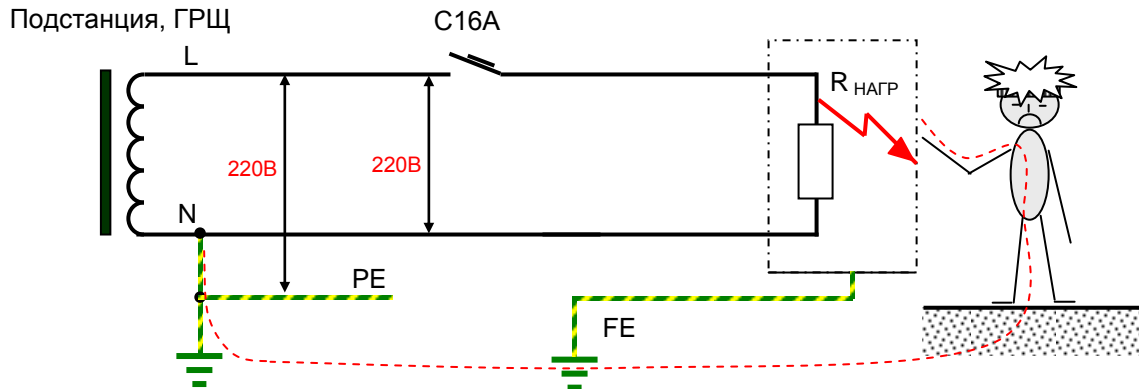 Подстанция, ГРЩ
C16A
L
R НАГР
220В
220В
N
PE
FE